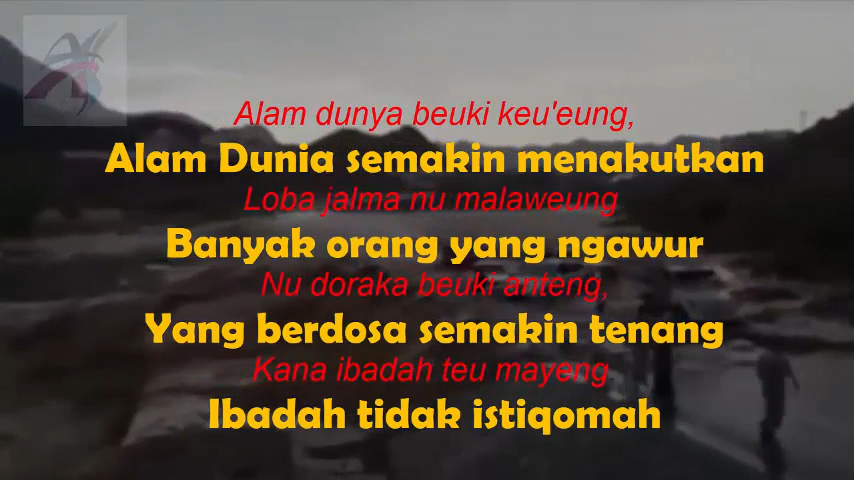 Alam dunya beuki keu'eung,
Alam Dunia semakin menakutkan
Loba jalma nu malaweung
Banyak orang yang ngawur
Nu doraka beuki anteng,
Yang berdosa semakin tenang
Kana ibadah teu mayeng
Ibadah tidak istiqomah